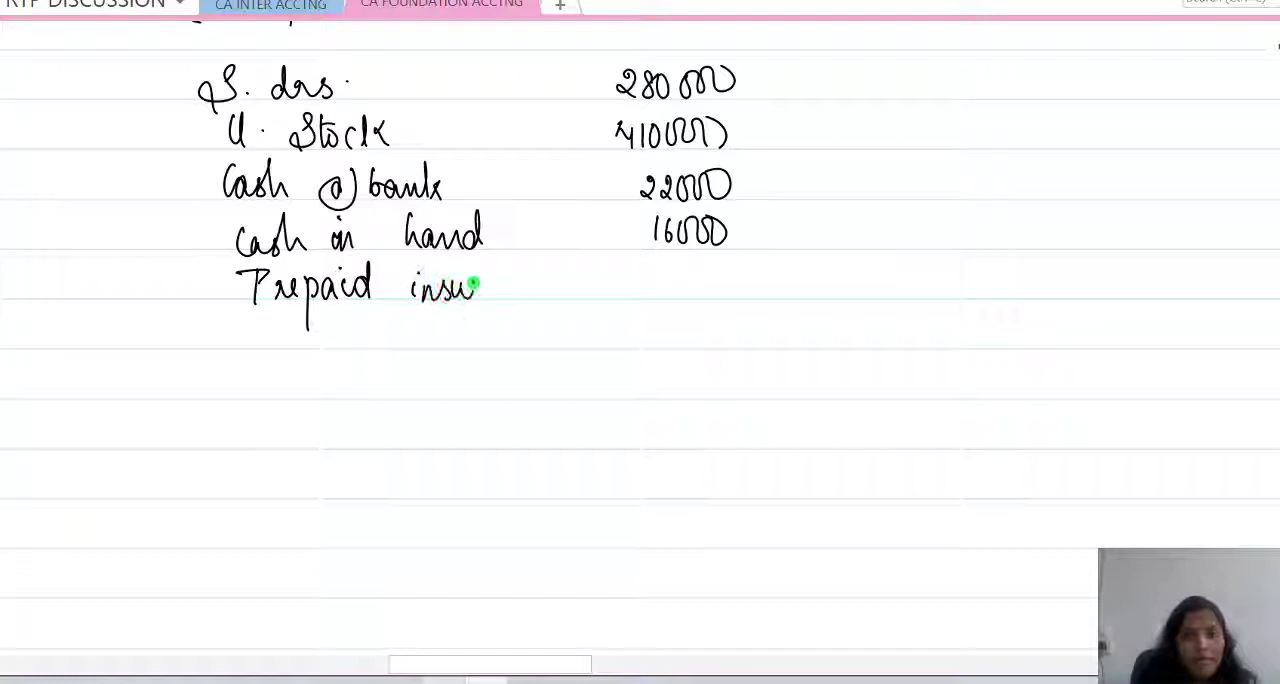 RTP DISCUSSION CA INTER ACCTNG CA FOUNDATION ACCTNG +
S. drs. 280000
Cl. Stock 410000
Cash @ bank 22000
Cash in hand 16000
Prepaid insu